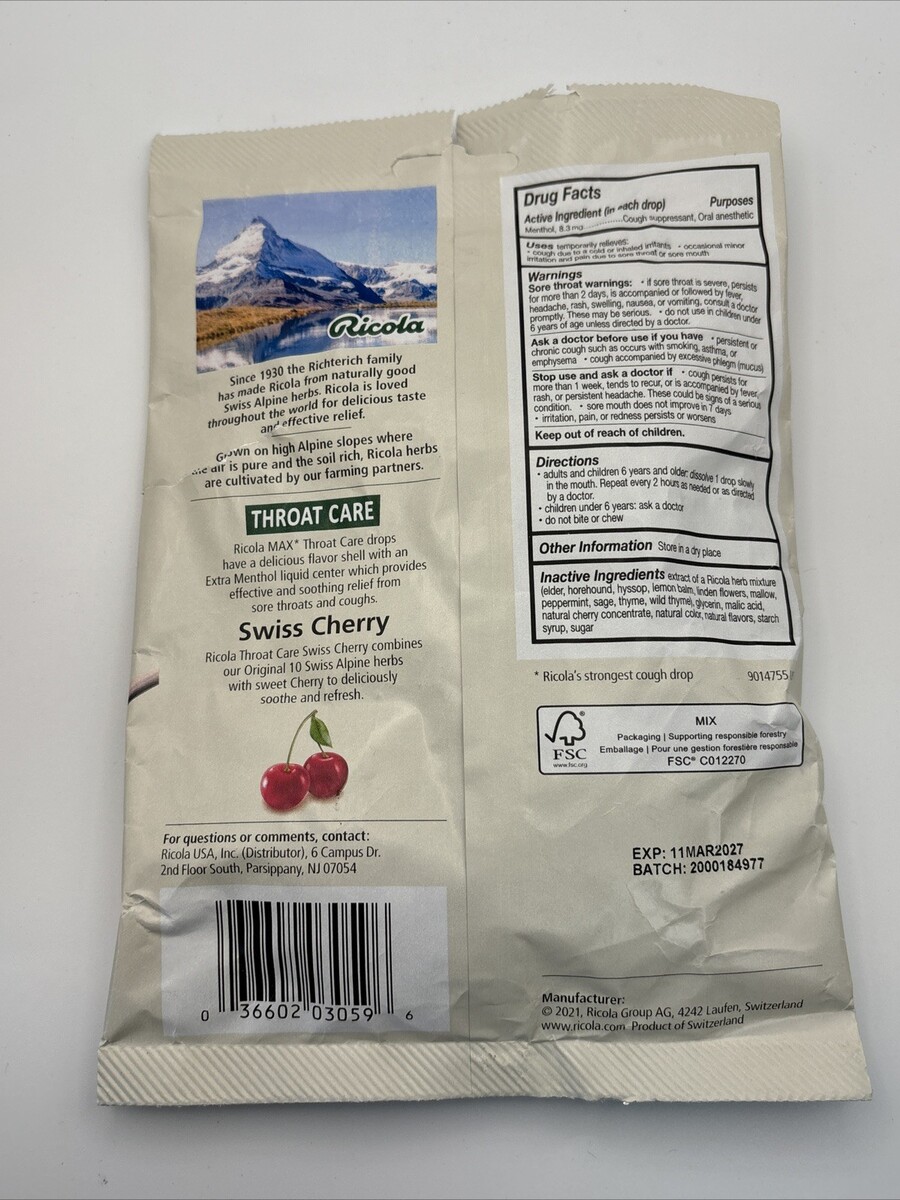 Ricola
Since 1930 the Richterich family
has made Ricola from naturally good
Swiss Alpine herbs. Ricola is loved
throughout the world for delicious taste
and effective relief.
Grown on high Alpine slopes where
the air is pure and the soil rich, Ricola herbs
are cultivated by our farming partners.
THROAT CARE
Ricola MAX* Throat Care drops
have a delicious flavor shell with an
Extra Menthol liquid center which provides
effective and soothing relief from
sore throats and coughs.
Swiss Cherry
Ricola Throat Care Swiss Cherry combines
our Original 10 Swiss Alpine herbs
with sweet Cherry to deliciously
soothe and refresh.
For questions or comments, contact:
Ricola USA, Inc. (Distributor), 6 Campus Dr.
2nd Floor South, Parsippany, NJ 07054
0 36602 03059 6
Drug Facts
Active Ingredient (in each drop) Purposes
Menthol, 8.3 mg..............Cough suppressant, Oral anesthetic
Uses temporarily relieves:
• cough due to a cold or inhaled irritants • occasional minor
irritation and pain due to sore throat or sore mouth
Warnings
Sore throat warnings: • if sore throat is severe, persists
for more than 2 days, is accompanied or followed by fever,
headache, rash, swelling, nausea, or vomiting, consult a doctor
promptly. These may be serious. • do not use in children under
6 years of age unless directed by a doctor.
Ask a doctor before use if you have • persistent or
chronic cough such as occurs with smoking, asthma, or
emphysema • cough accompanied by excessive phlegm (mucus)
Stop use and ask a doctor if • cough persists for
more than 1 week, tends to recur, or is accompanied by fever,
rash, or persistent headache. These could be signs of a serious
condition. • sore mouth does not improve in 7 days
• irritation, pain, or redness persists or worsens
Keep out of reach of children.
Directions
• adults and children 6 years and older: dissolve 1 drop slowly
in the mouth. Repeat every 2 hours as needed or as directed
by a doctor.
• children under 6 years: ask a doctor
• do not bite or chew
Other Information Store in a dry place
Inactive Ingredients extract of a Ricola herb mixture
(elder, horehound, hyssop, lemon balm, linden flowers, mallow,
peppermint, sage, thyme, wild thyme), glycerin, malic acid,
natural cherry concentrate, natural color, natural flavors, starch
syrup, sugar
* Ricola's strongest cough drop 9014755
FSC
www.fsc.org
MIX
Packaging | Supporting responsible forestry
Emballage | Pour une gestion forestière responsable
FSC® C012270
EXP: 11MAR2027
BATCH: 2000184977
Manufacturer:
© 2021, Ricola Group AG, 4242 Laufen, Switzerland
www.ricola.com Product of Switzerland